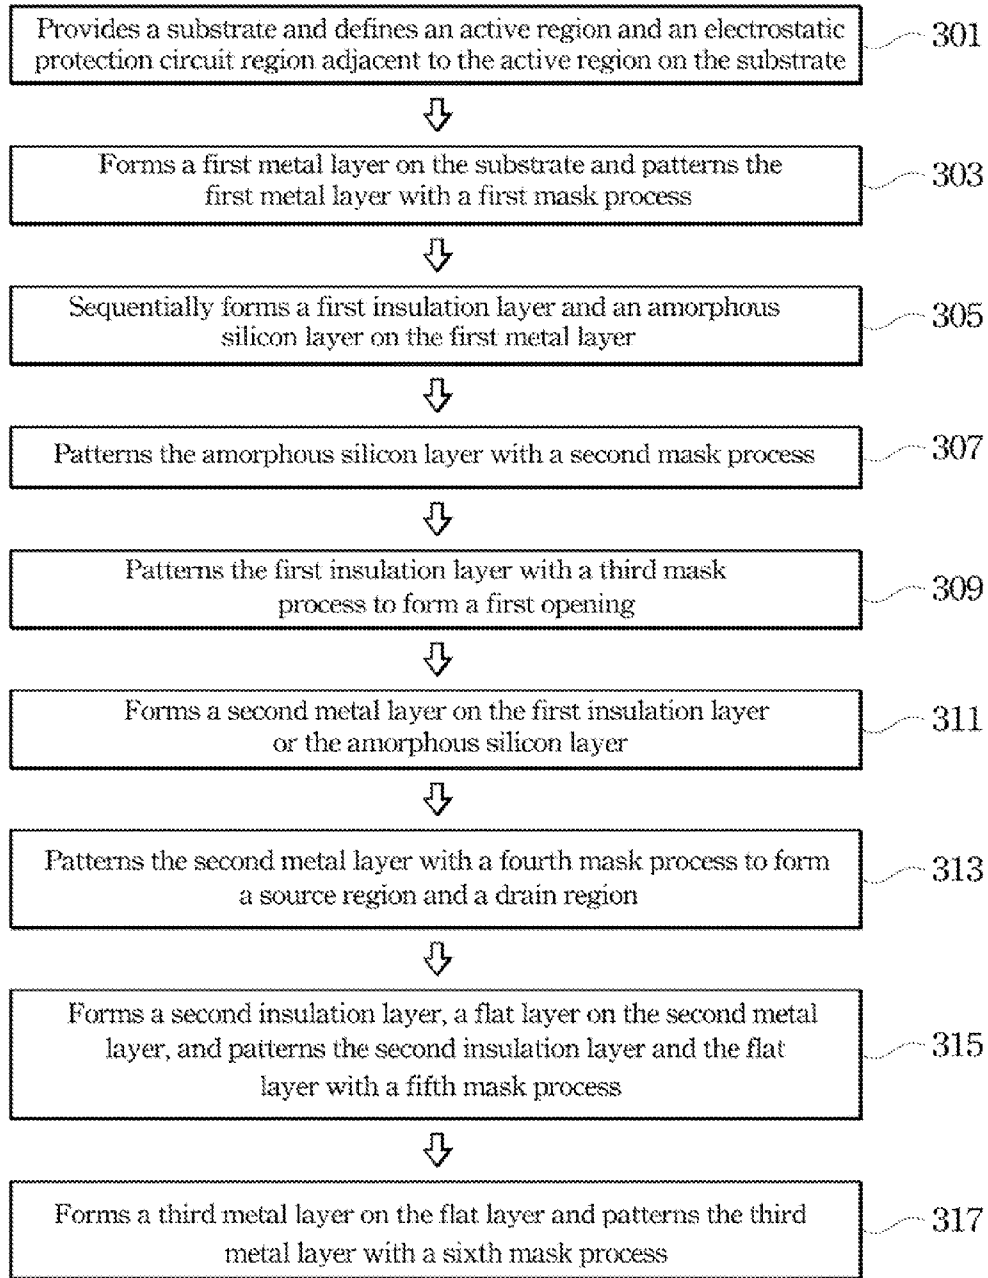 Provides a substrate and defines an active region and an electrostatic
protection circuit region adjacent to the active region on the substrate
301
Forms a first metal layer on the substrate and patterns the
first metal layer with a first mask process
303
Sequentially forms a first insulation layer and an amorphous
silicon layer on the first metal layer
305
Patterns the amorphous silicon layer with a second mask process
307
Patterns the first insulation layer with a third mask
process to form a first opening
309
Forms a second metal layer on the first insulation layer
or the amorphous silicon layer
311
Patterns the second metal layer with a fourth mask process to form
a source region and a drain region
313
Forms a second insulation layer, a flat layer on the second metal
layer, and patterns the second insulation layer and the flat
layer with a fifth mask process
315
Forms a third metal layer on the flat layer and patterns the third
metal layer with a sixth mask process
317